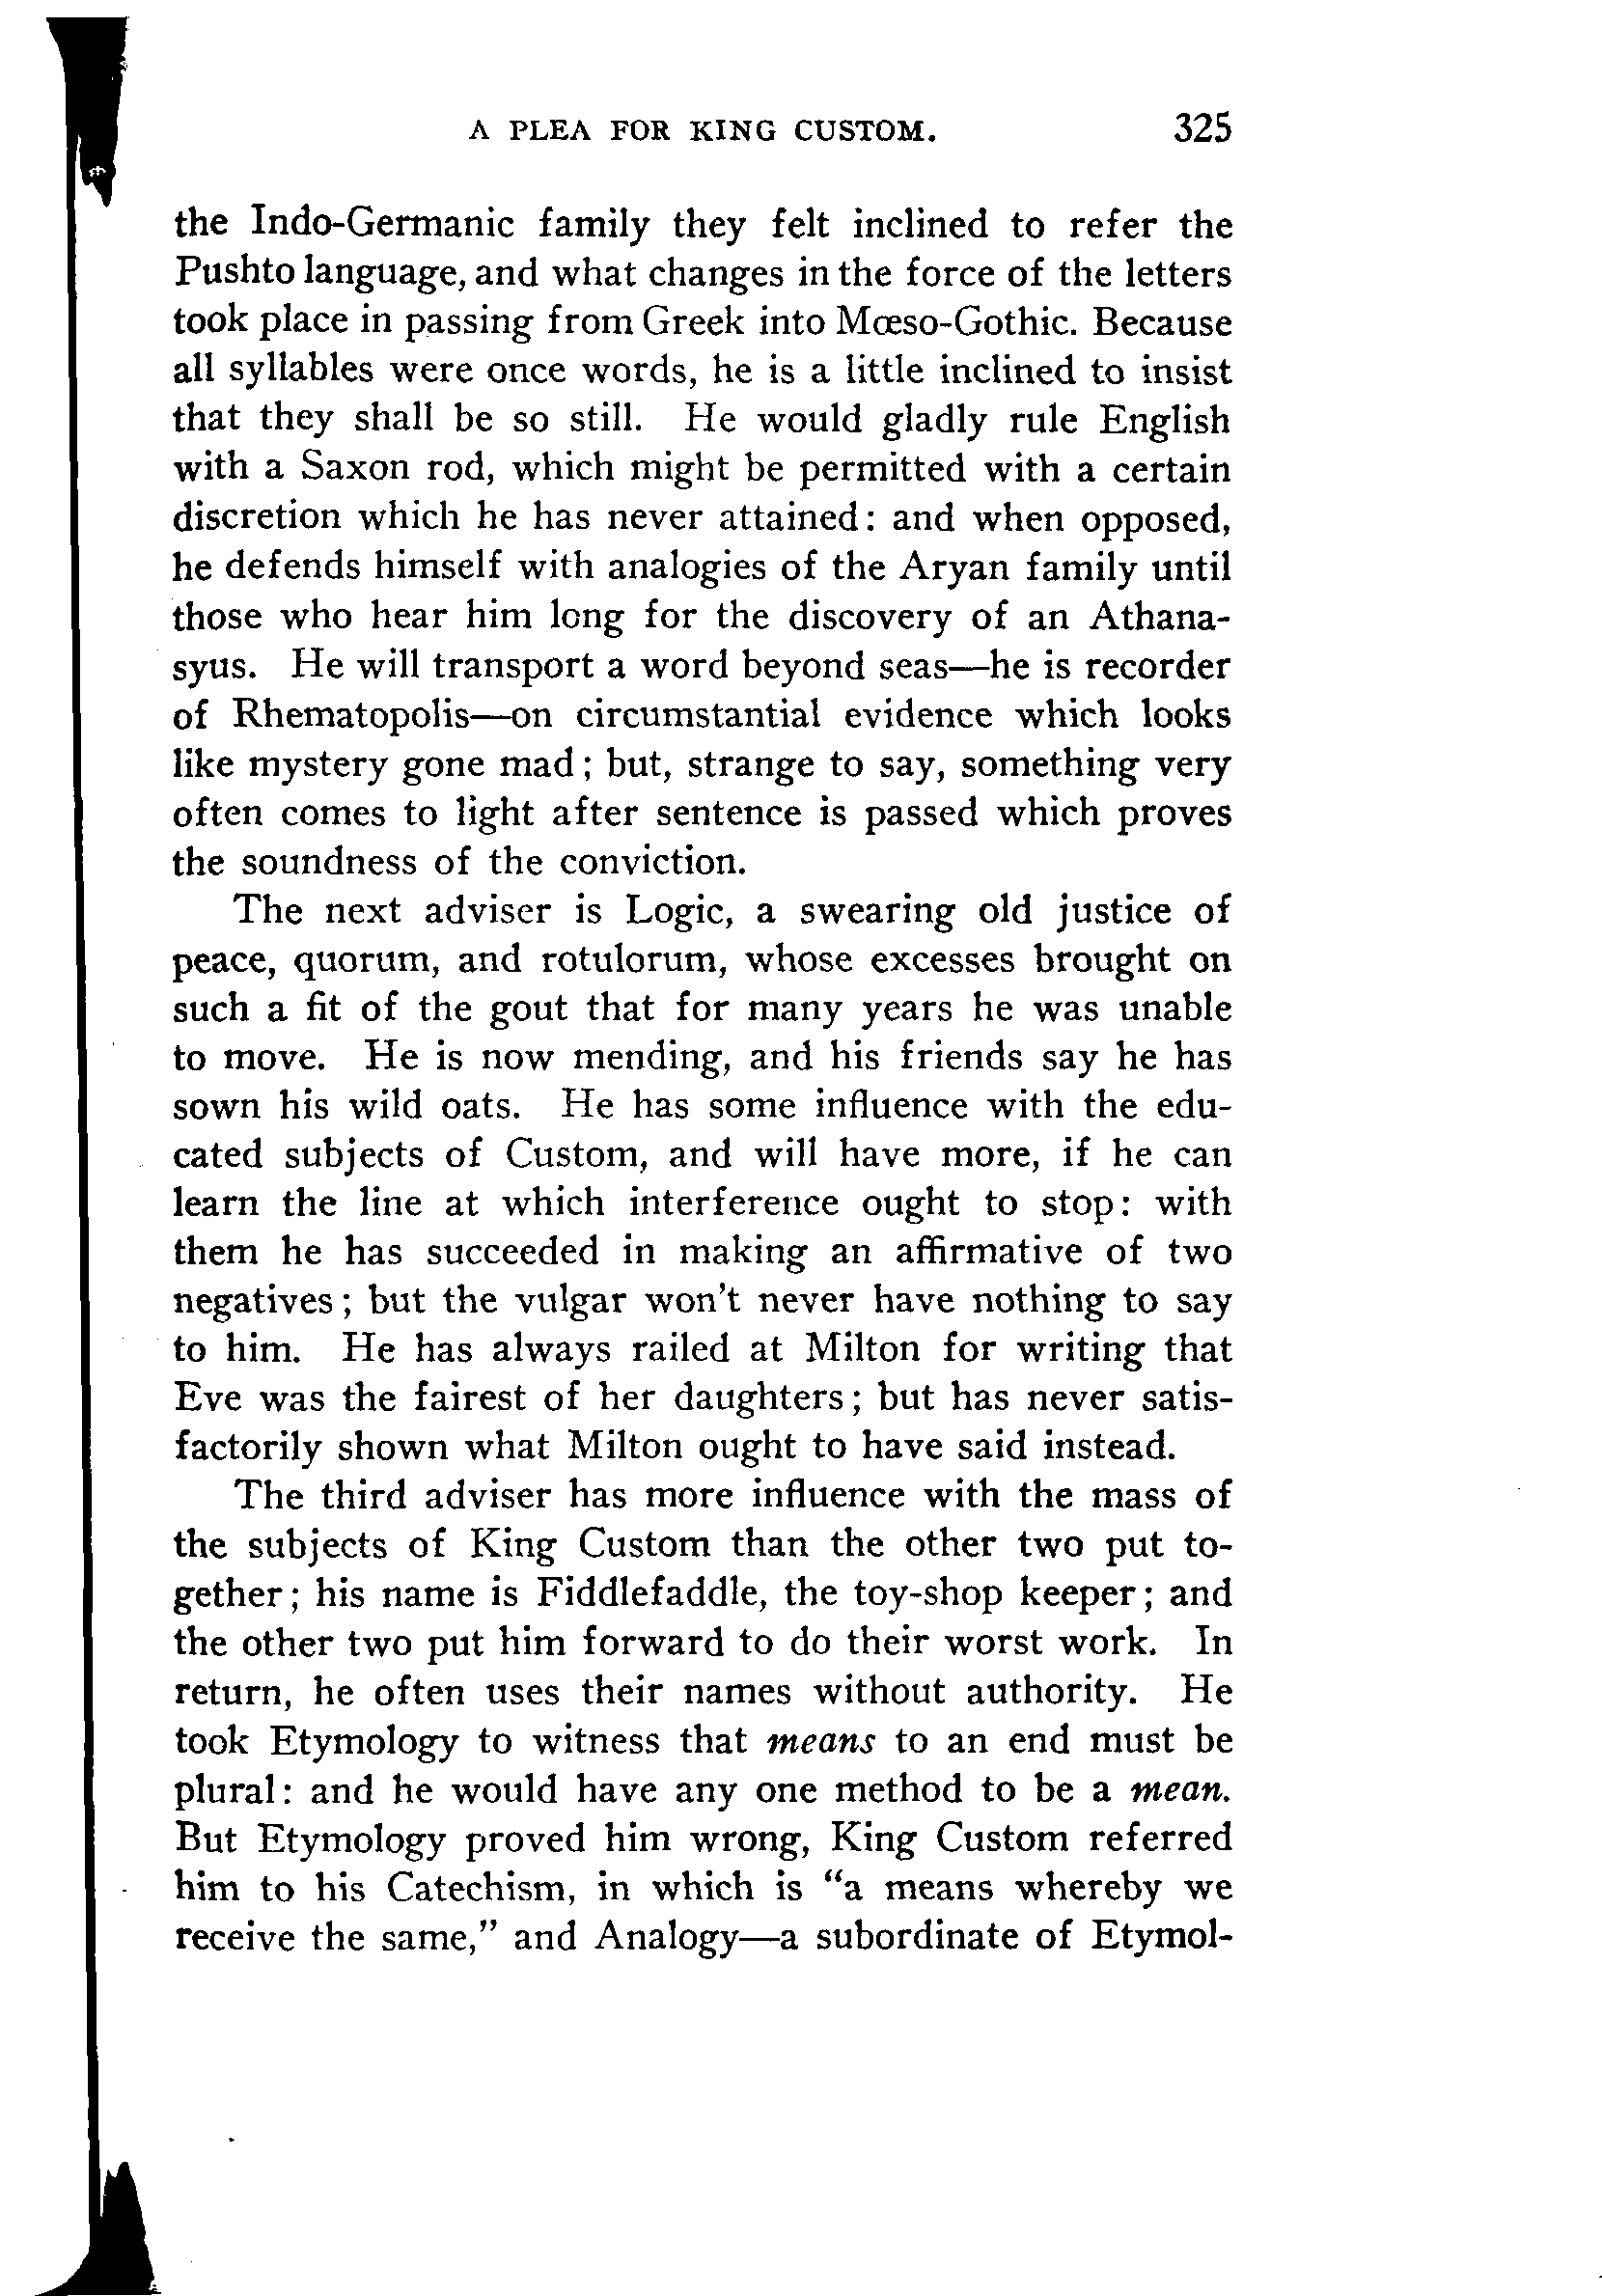 A PLEA FOR KING CUSTOM. 325
the Indo-Germanic family they felt inclined to refer the
Pushto language, and what changes in the force of the letters
took place in passing from Greek into Mœso-Gothic. Because
all syllables were once words, he is a little inclined to insist
that they shall be so still. He would gladly rule English
with a Saxon rod, which might be permitted with a certain
discretion which he has never attained: and when opposed,
he defends himself with analogies of the Aryan family until
those who hear him long for the discovery of an Athana-
syus. He will transport a word beyond seas—he is recorder
of Rhematopolis—on circumstantial evidence which looks
like mystery gone mad; but, strange to say, something very
often comes to light after sentence is passed which proves
the soundness of the conviction.
The next adviser is Logic, a swearing old justice of
peace, quorum, and rotulorum, whose excesses brought on
such a fit of the gout that for many years he was unable
to move. He is now mending, and his friends say he has
sown his wild oats. He has some influence with the edu-
cated subjects of Custom, and will have more, if he can
learn the line at which interference ought to stop: with
them he has succeeded in making an affirmative of two
negatives; but the vulgar won't never have nothing to say
to him. He has always railed at Milton for writing that
Eve was the fairest of her daughters; but has never satis-
factorily shown what Milton ought to have said instead.
The third adviser has more influence with the mass of
the subjects of King Custom than the other two put to-
gether; his name is Fiddlefaddle, the toy-shop keeper; and
the other two put him forward to do their worst work. In
return, he often uses their names without authority. He
took Etymology to witness that means to an end must be
plural: and he would have any one method to be a mean.
But Etymology proved him wrong, King Custom referred
him to his Catechism, in which is “a means whereby we
receive the same,” and Analogy—a subordinate of Etymol-